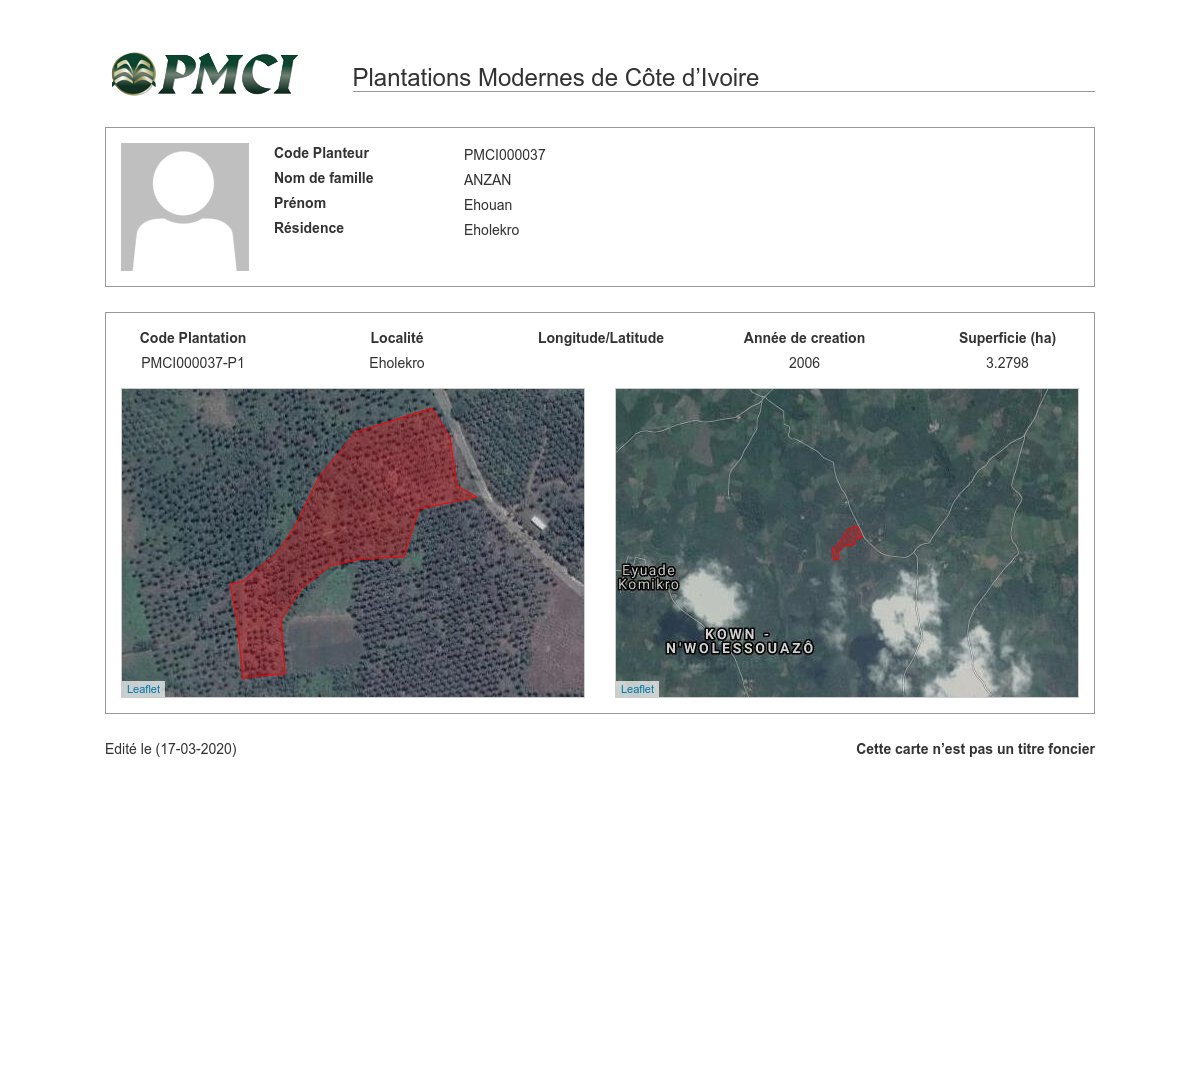 PMCI
Plantations Modernes de Côte d’Ivoire
Code Planteur PMCI000037
Nom de famille ANZAN
Prénom Ehouan
Résidence Eholekro
Code Plantation Localité Longitude/Latitude Année de creation Superficie (ha)
PMCI000037-P1 Eholekro 2006 3.2798
Eyuade
Komikro
KOWN -
N'WOLESSOUAZÔ
Leaflet
Leaflet
Edité le (17-03-2020)
Cette carte n’est pas un titre foncier